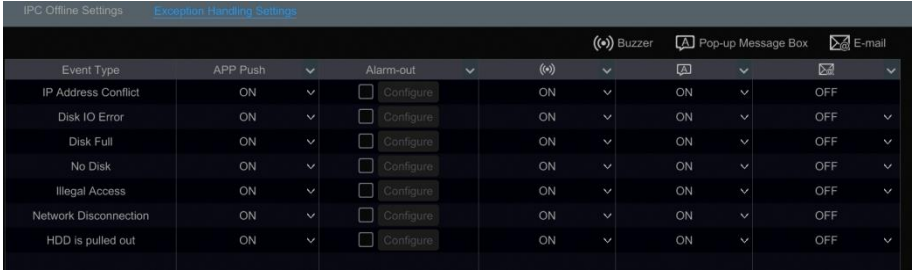 IPC Offline Settings Exception Handling Settings
Buzzer Pop-up Message Box E-mail
Event Type APP Push Alarm-out
IP Address Conflict ON Configure ON ON OFF
Disk IO Error ON Configure ON ON OFF
Disk Full ON Configure ON ON OFF
No Disk ON Configure ON ON OFF
Illegal Access ON Configure ON ON OFF
Network Disconnection ON Configure ON ON OFF
HDD is pulled out ON Configure ON ON OFF